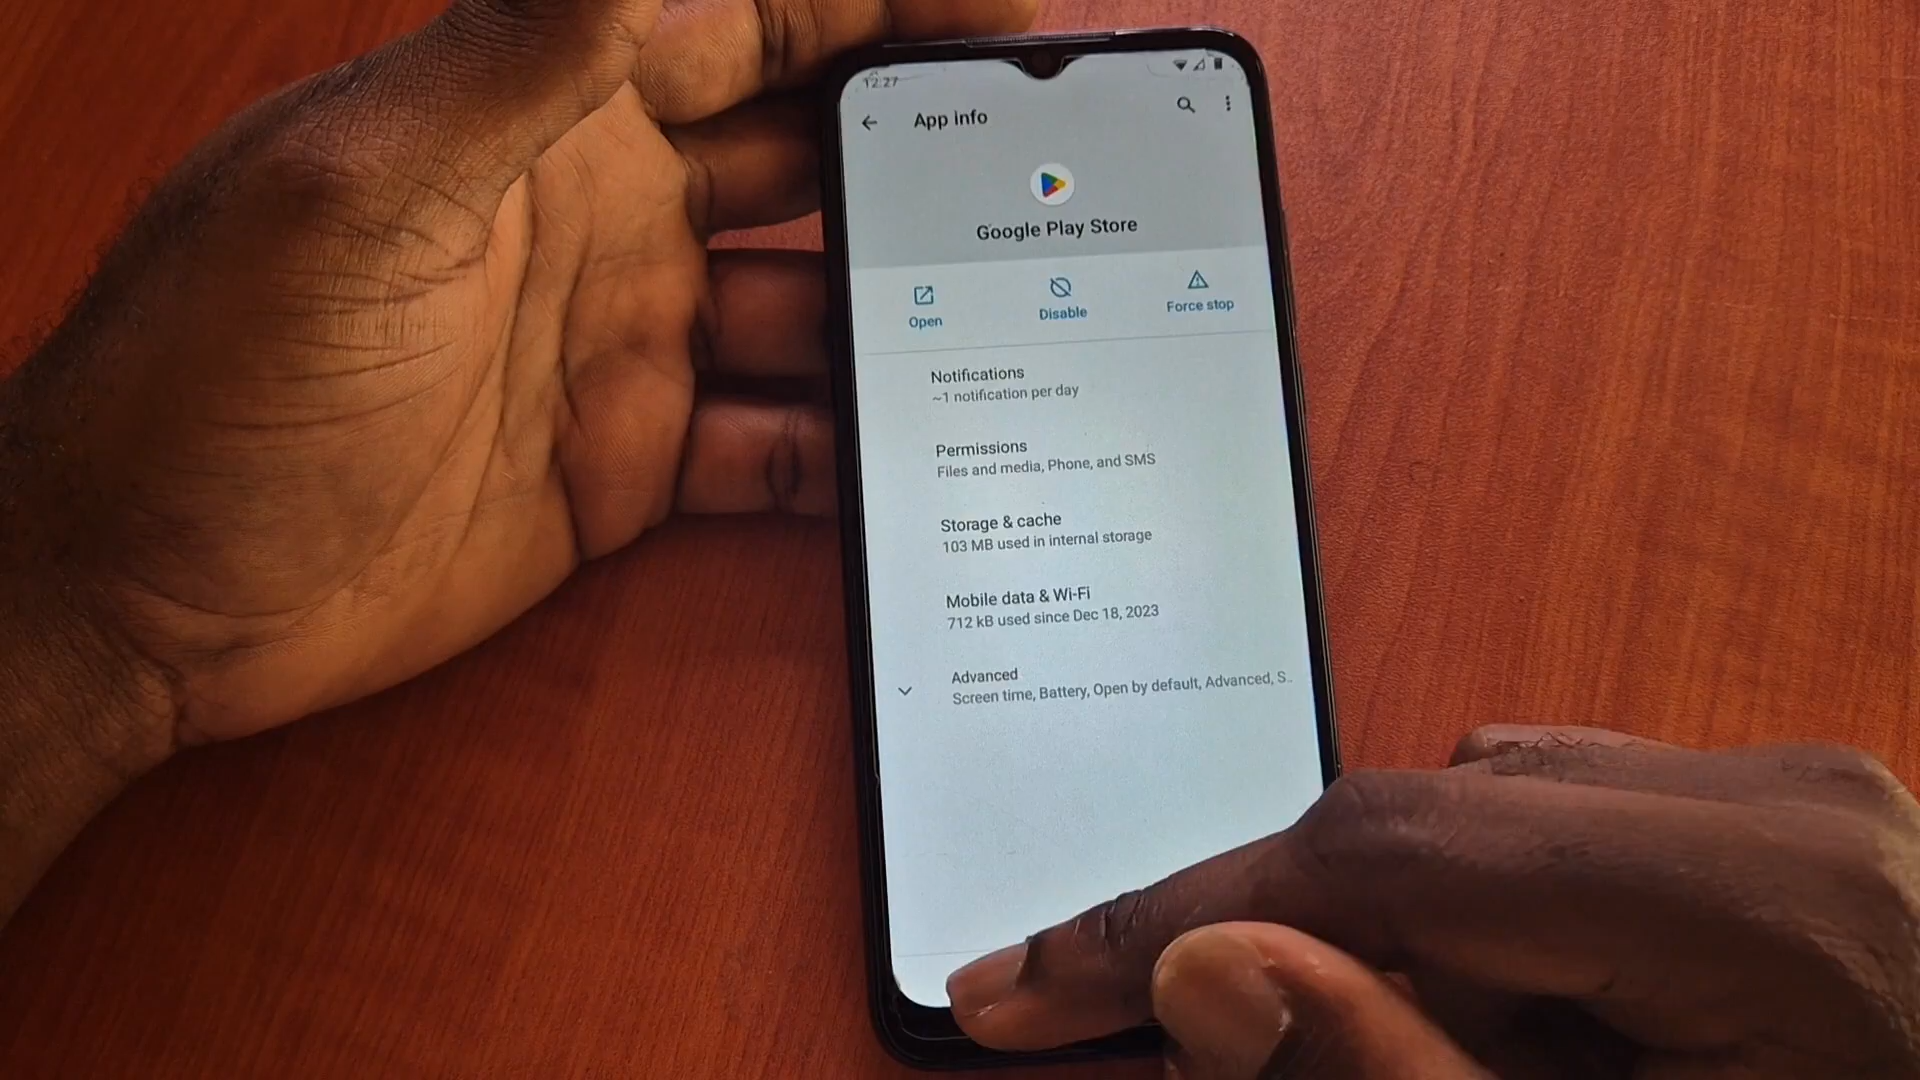 12:27
App info
Google Play Store
Open
Disable
Force stop
Notifications
~1 notification per day
Permissions
Files and media, Phone, and SMS
Storage & cache
103 MB used in internal storage
Mobile data & Wi-Fi
712 kB used since Dec 18, 2023
Advanced
Screen time, Battery, Open by default, Advanced, S..